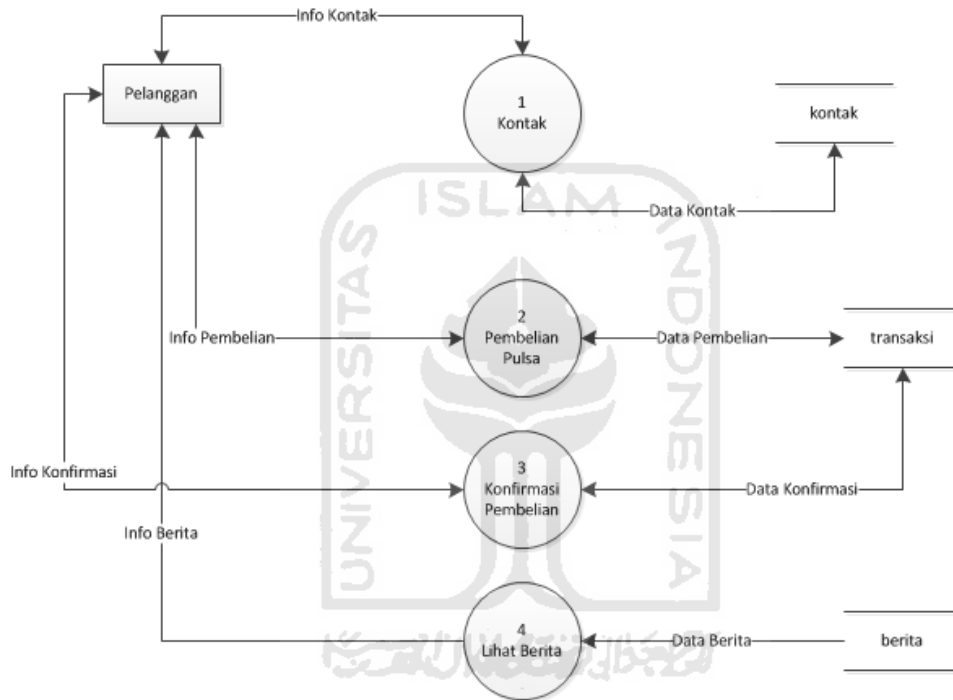 Info Kontak
Pelanggan
1
Kontak
kontak
Data Kontak
UNIVERSITAS
ISLAM
INDONESIA
2
Pembelian
Pulsa
Info Pembelian
Data Pembelian
transaksi
Info Konfirmasi
3
Konfirmasi
Pembelian
Data Konfirmasi
Info Berita
4
Lihat Berita
Data Berita
berita